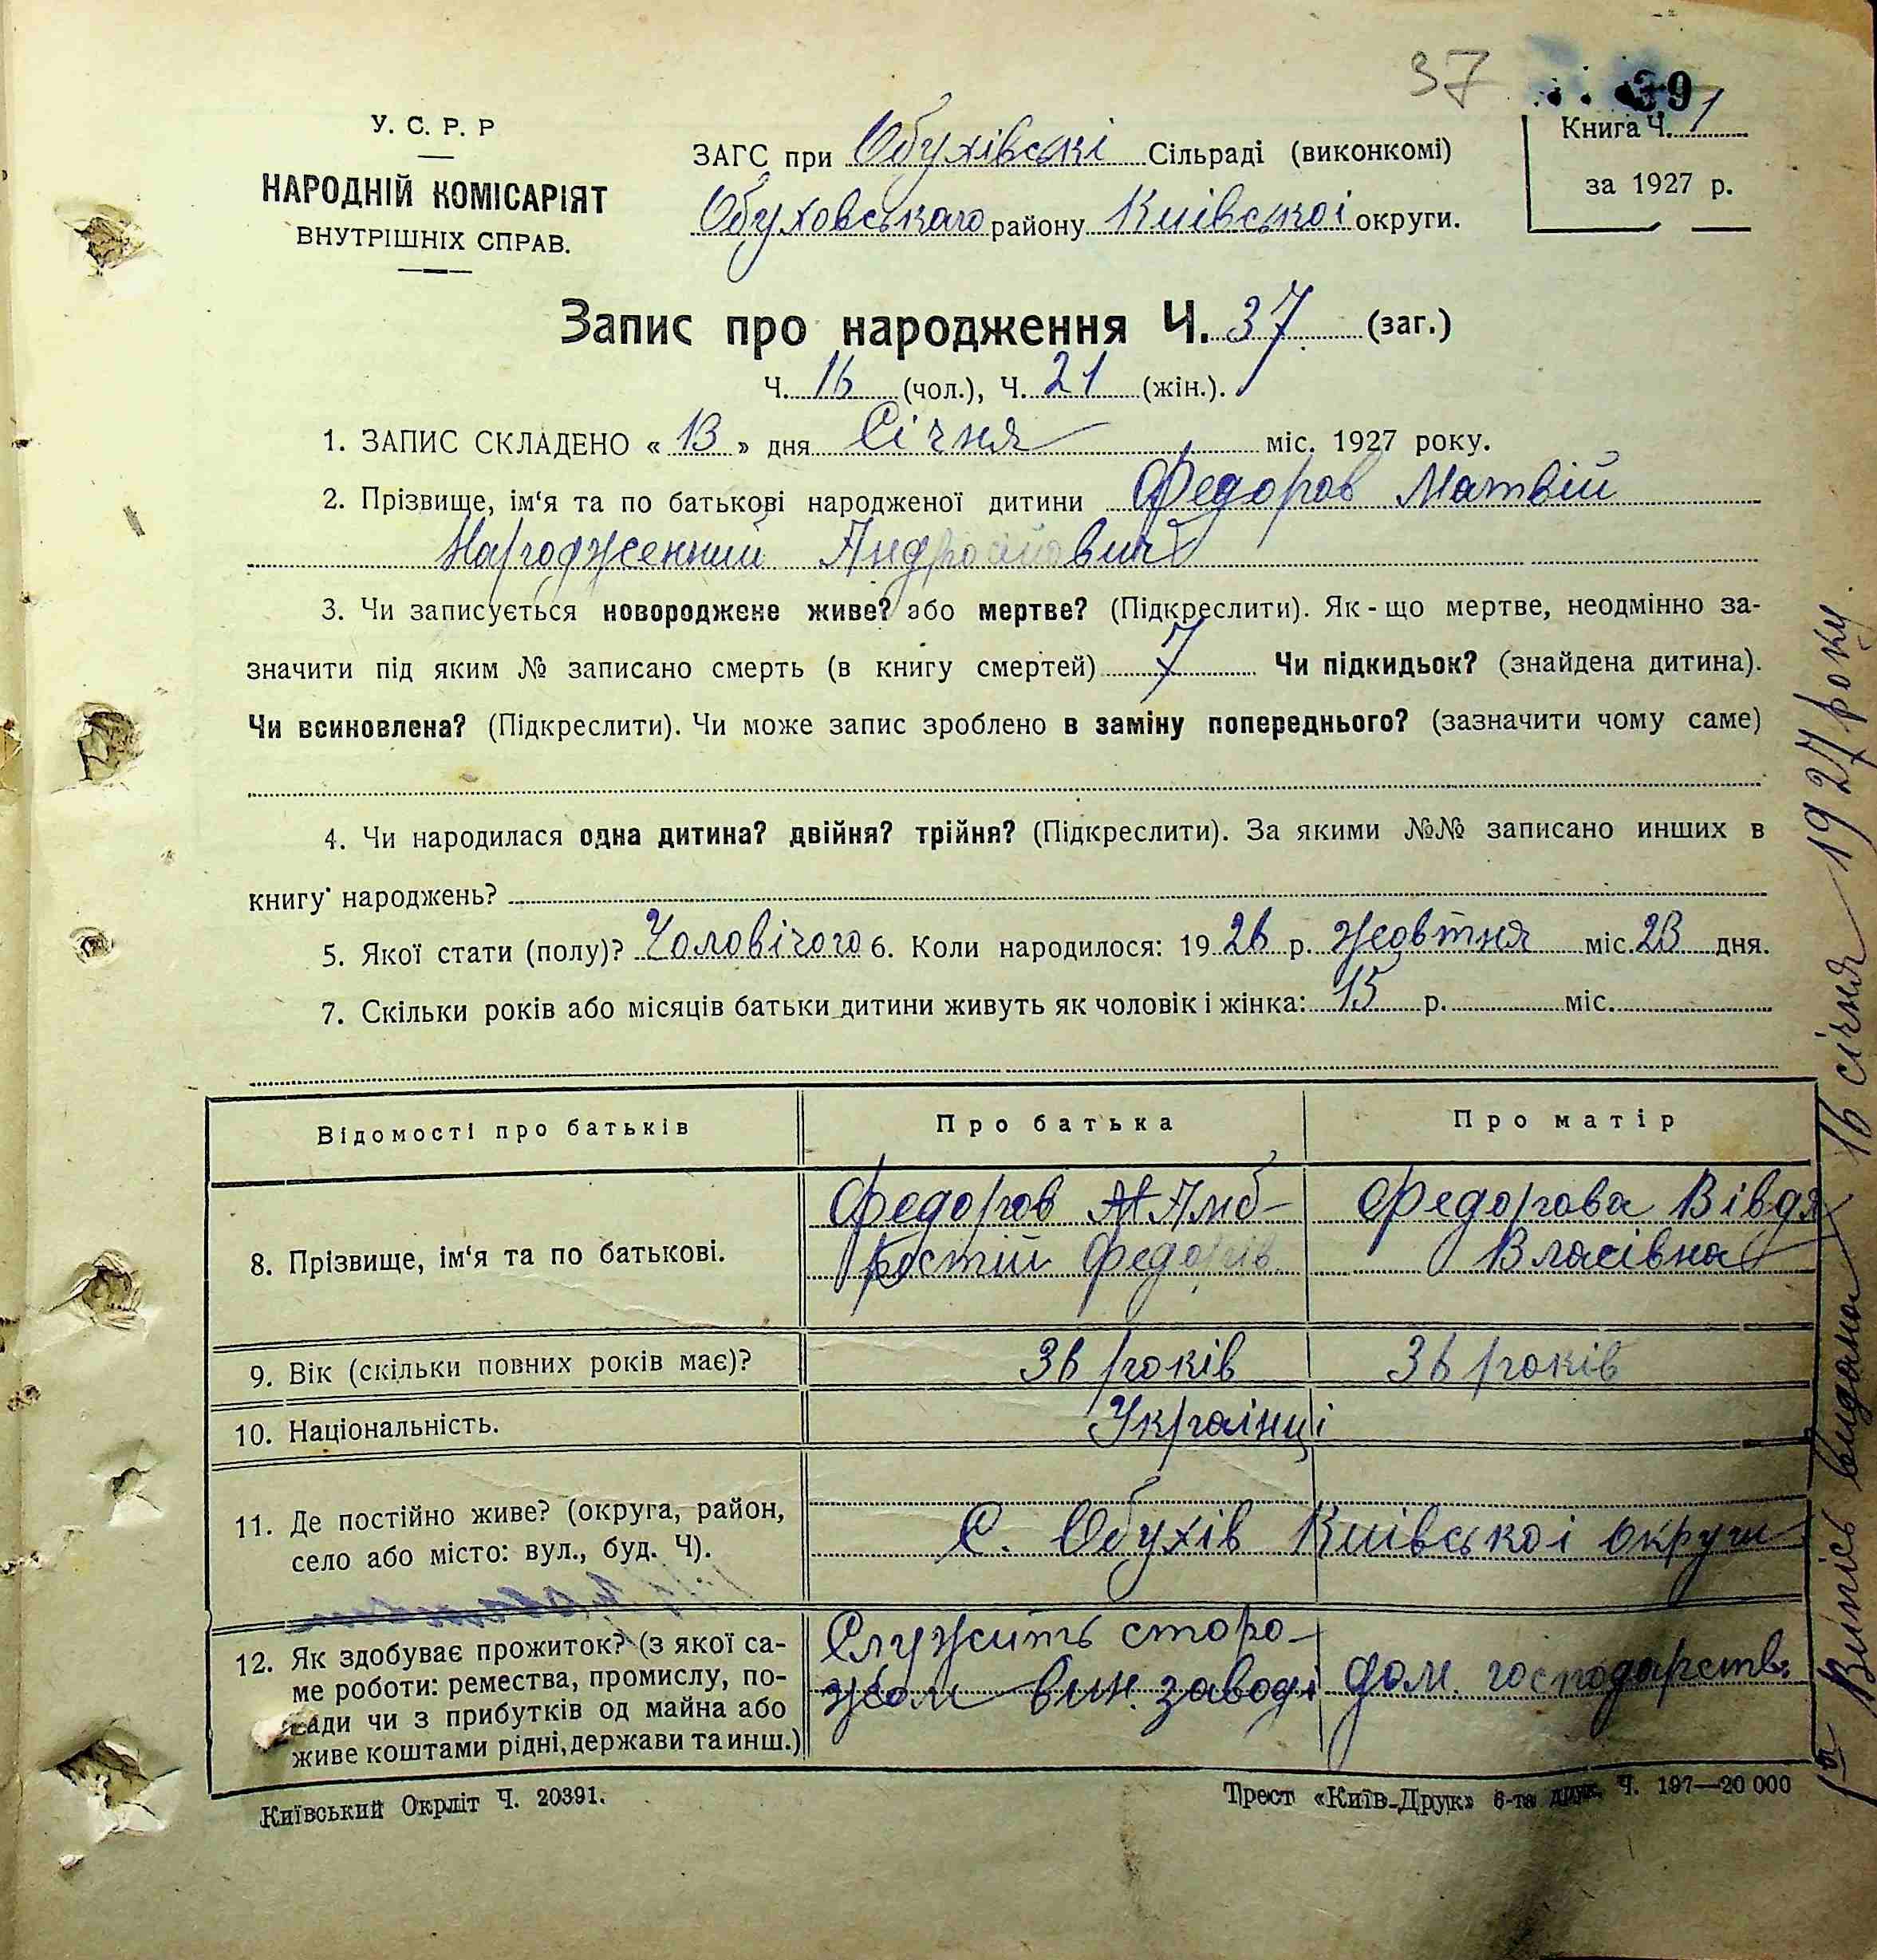 37
39
У. С. Р. Р
НАРОДНІЙ КОМІСАРІЯТ
ВНУТРІШНІХ СПРАВ.
ЗАГС при Обухівскі Сільраді (виконкомі)
Обуховського району Київскоі округи.
Книга Ч. 1
за 1927 р.
Запис про народження Ч. 37 (заг.)
Ч. 16 (чол.), Ч. 21 (жін.).
1. ЗАПИС СКЛАДЕНО « 13 » дня Січня міс. 1927 року.
2. Прізвище, ім‘я та по батькові народженої дитини Федоров Матвій
Народженний
3. Чи записується новороджене живе? або мертве? (Підкреслити). Як-що мертве, неодмінно за-
значити під яким № записано смерть (в книгу смертей) Чи підкидьок? (знайдена дитина).
Чи всиновлена? (Підкреслити). Чи може запис зроблено в заміну попереднього? (зазначити чому саме)
4. Чи народилася одна дитина? двійня? трійня? (Підкреслити). За якими №№ записано инших в
книгу народжень?
5. Якої стати (полу)? Чоловічого 6. Коли народилося: 19 26 р. Жовтня міс. 23 дня.
7. Скільки років або місяців батьки дитини живуть як чоловік і жінка: 15 р. міс.
Відомості про батьків Про батька Про матір
8. Прізвище, ім‘я та по батькові.
Федоров Амб-
Федорова Вівдя
Власівна
9. Вік (скільки повних років має)? 36 років 36 років
10. Національність. Українці
11. Де постійно живе? (округа, район,
село або місто: вул., буд. Ч).
С. Обухів Киівскоі округи
12. Як здобуває прожиток? (з якої са-
ме роботи: ремества, промислу, по-
сади чи з прибутків од майна або
живе коштами рідні, держави та инш.)
Служить сторо-
жом вин. заводі
дом. господарств.
Київський Окрліт Ч. 20391.
Трест «Київ-Друк» 6-та друк. Ч. 197—20 000
Випись видана 16 січня 1927 року